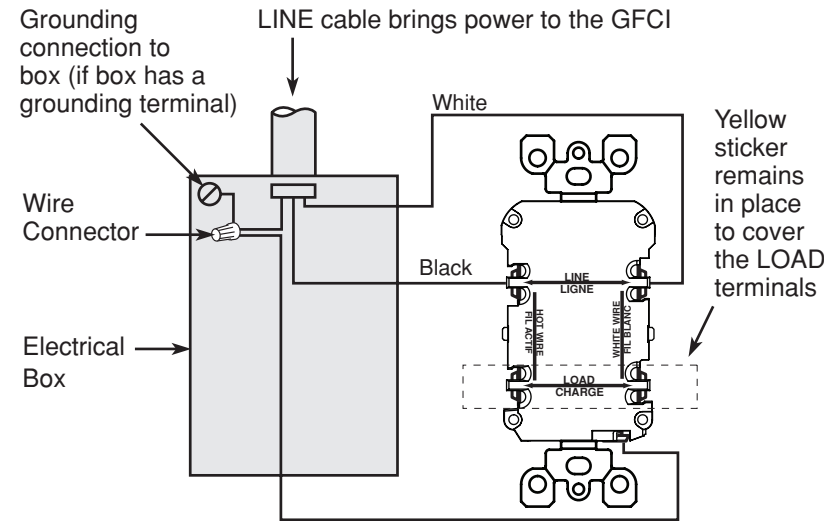 Grounding
connection to
box (if box has a
grounding terminal)
LINE cable brings power to the GFCI
White
Yellow
sticker
remains
in place
to cover
the LOAD
terminals
Wire
Connector
Black
LINE
LIGNE
HOT WIRE
FIL ACTIF
WHITE WIRE
FIL BLANC
Electrical
Box
LOAD
CHARGE